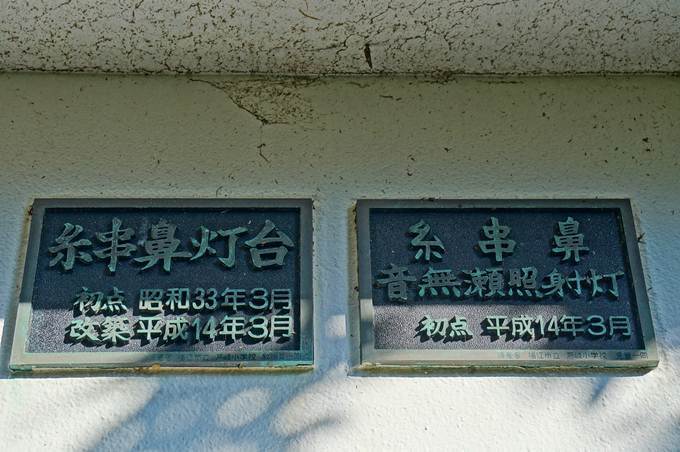 糸串鼻灯台
初点 昭和33年3月
改築 平成14年3月
糸串鼻
音無瀬照射灯
初点 平成14年3月